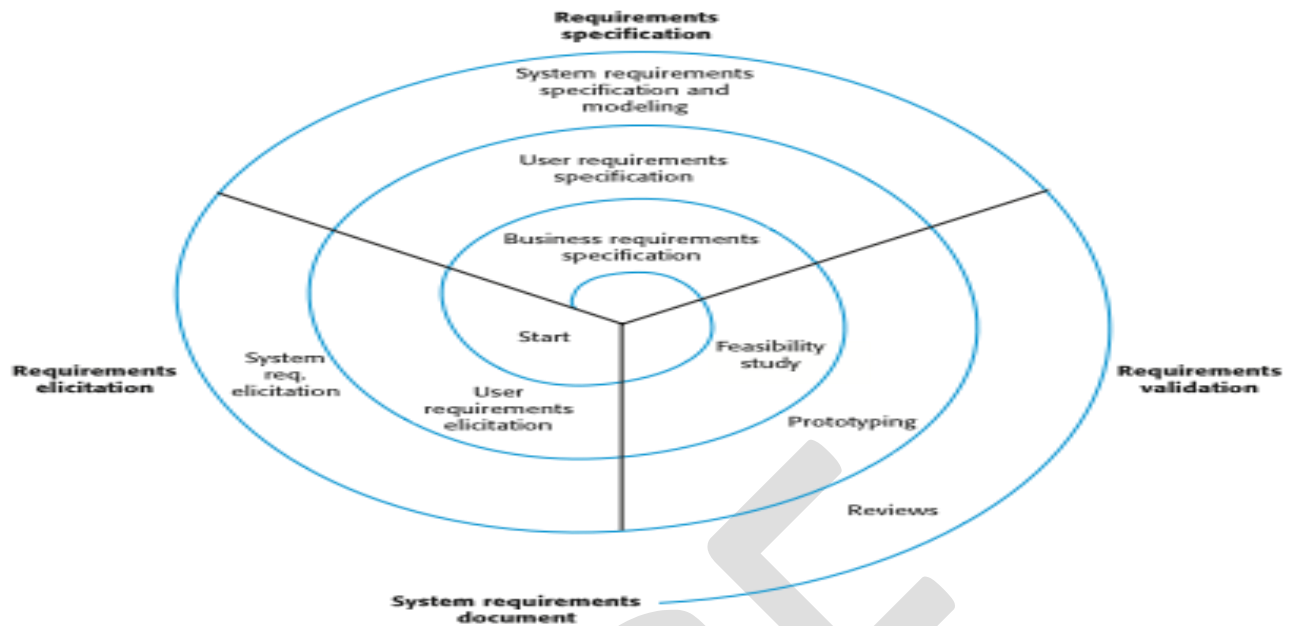 Requirements
specification
System requirements
specification and
modeling
User requirements
specification
Business requirements
specification
Start
Feasibility
study
System
req.
elicitation
Requirements
elicitation
Requirements
validation
User
requirements
elicitation
Prototyping
Reviews
System requirements
document